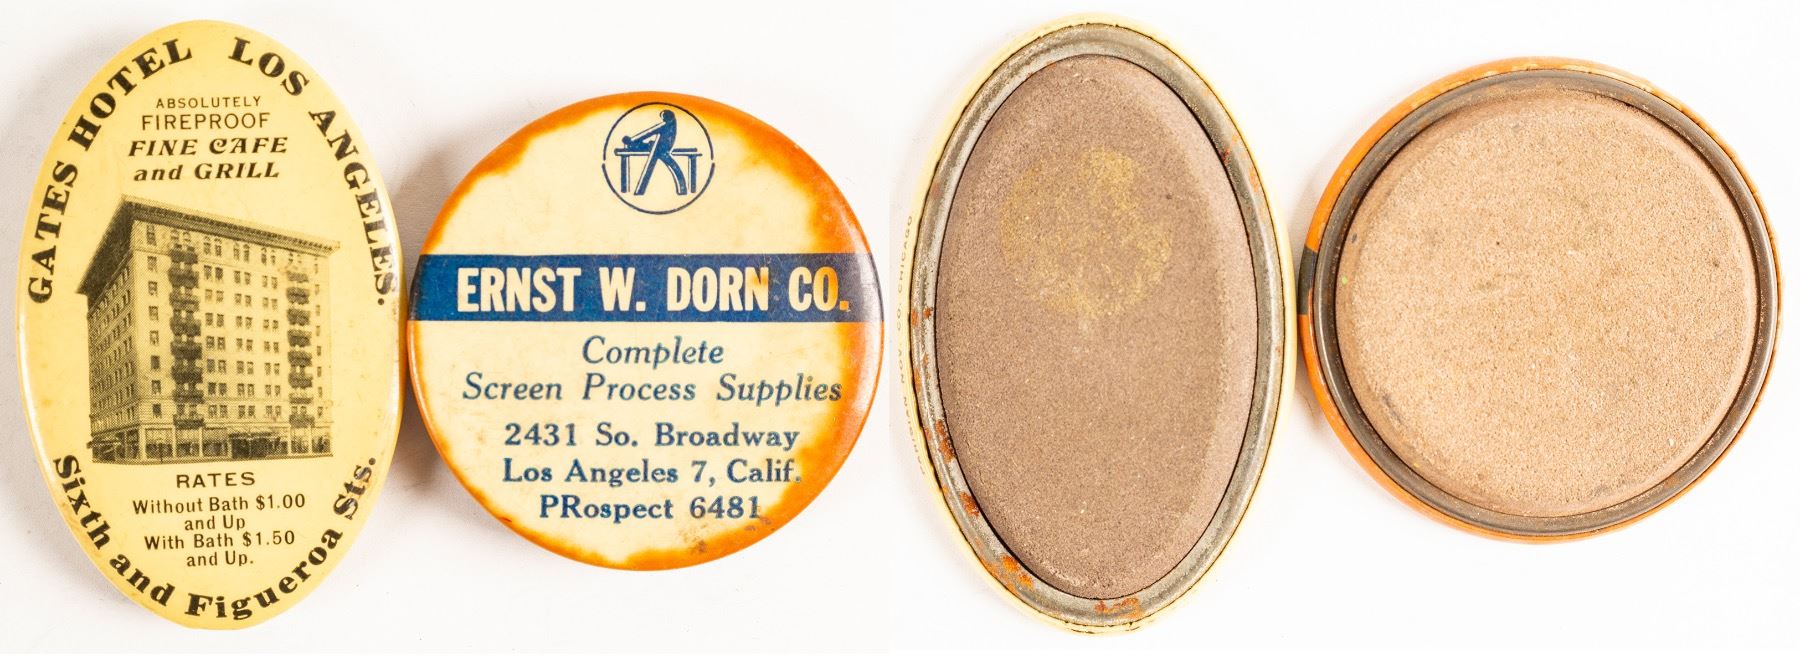 GATES HOTEL LOS ANGELES.
ABSOLUTELY
FIREPROOF
FINE CAFE
and GRILL
RATES
Without Bath $1.00
and Up
With Bath $1.50
and Up.
Sixth and Figueroa Sts.
ERNST W. DORN CO.
Complete
Screen Process Supplies
2431 So. Broadway
Los Angeles 7, Calif.
PRospect 6481
NOV. CO. CHICAGO